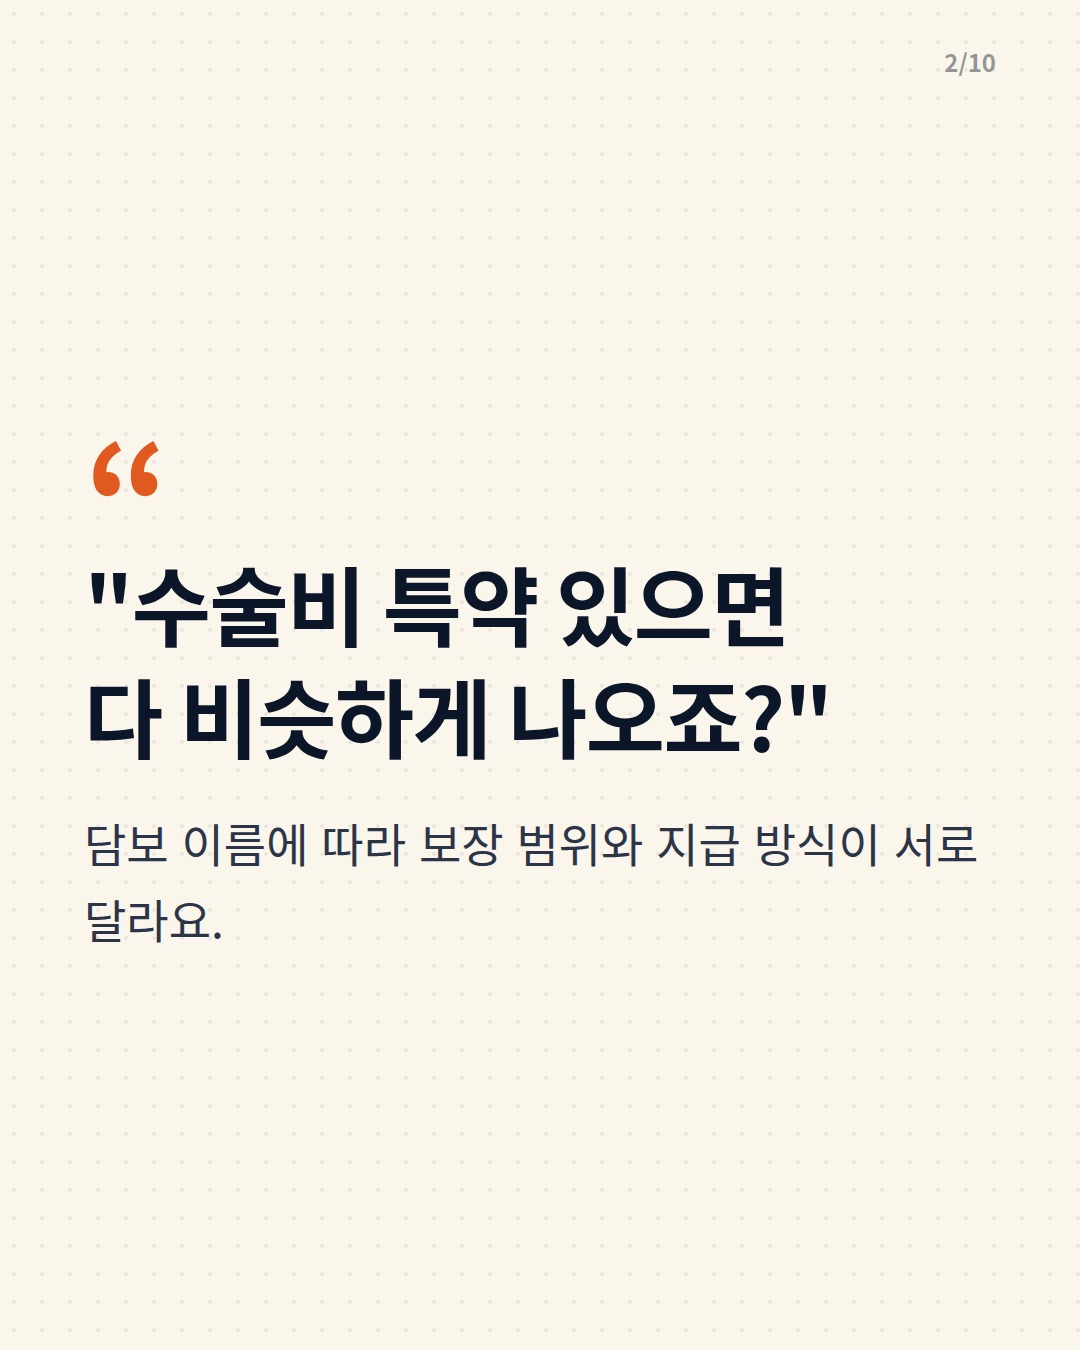 2/10
“
"수술비 특약 있으면
다 비슷하게 나오죠?"
담보 이름에 따라 보장 범위와 지급 방식이 서로
달라요.